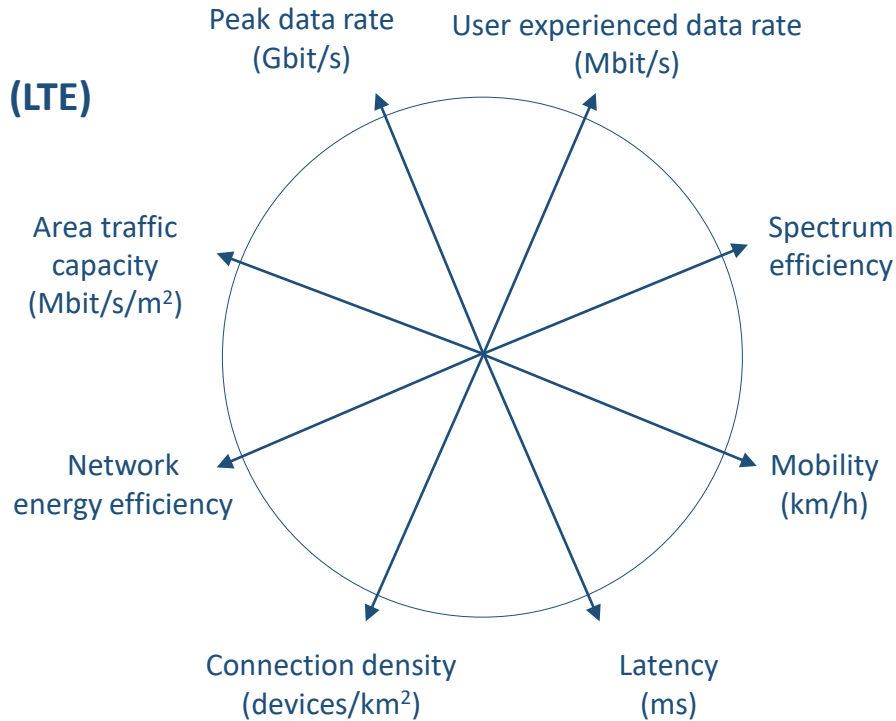 Peak data rate
(Gbit/s)
User experienced data rate
(Mbit/s)
(LTE)
Area traffic
capacity
(Mbit/s/m²)
Spectrum
efficiency
Network
energy efficiency
Mobility
(km/h)
Connection density
(devices/km²)
Latency
(ms)